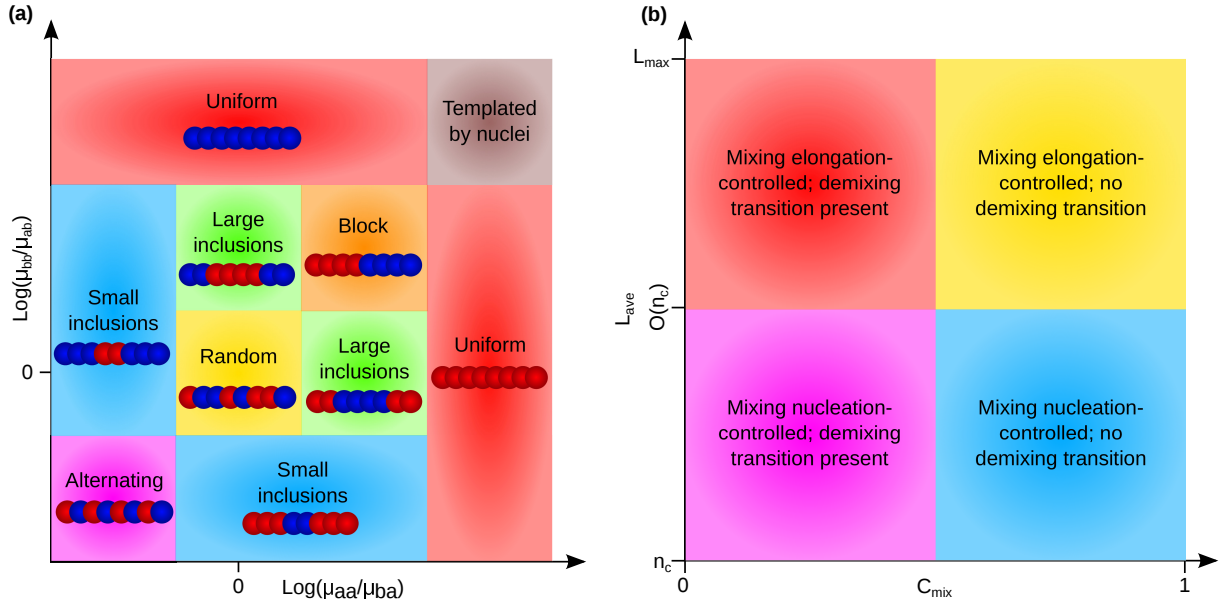 (a)
Uniform
Templated
by nuclei
Large
inclusions
Block
Small
inclusions
Random
Large
inclusions
Uniform
Alternating
Small
inclusions
Log(μbb/μab)
0
0
Log(μaa/μba)
(b)
Lmax
Mixing elongation-
controlled; demixing
transition present
Mixing elongation-
controlled; no
demixing transition
Lave
O(nc)
Mixing nucleation-
controlled; demixing
transition present
Mixing nucleation-
controlled; no
demixing transition
nc
0
Cmix
1